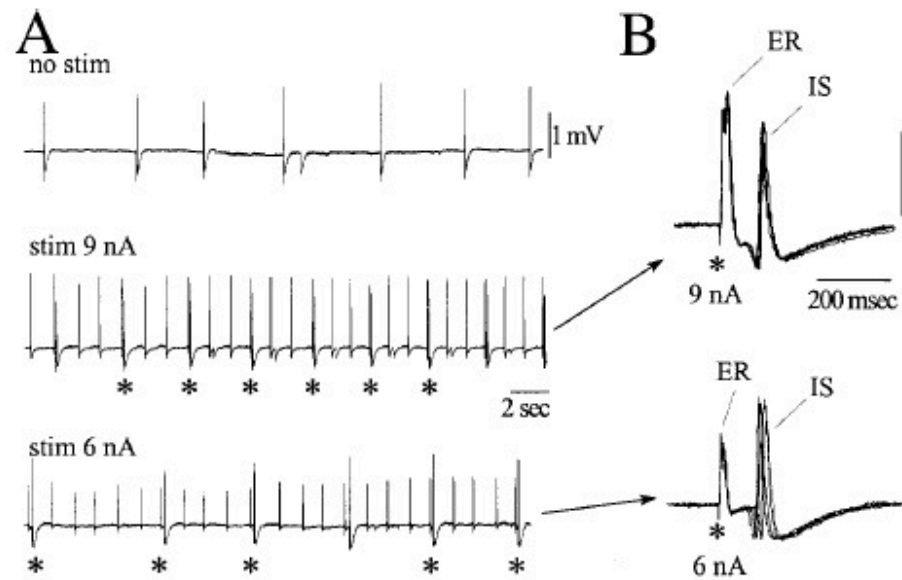 A
no stim
1 mV
stim 9 nA
* * * * * *
2 sec
stim 6 nA
* * * * *
B
ER
IS
*
9 nA
200 msec
ER
IS
*
6 nA